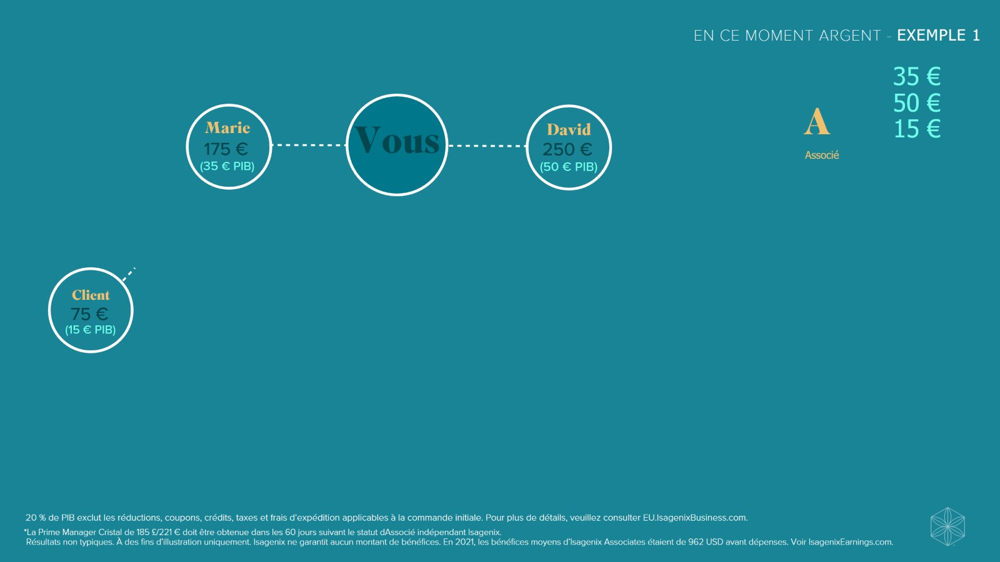 EN CE MOMENT ARGENT - EXEMPLE 1
35 €
50 €
15 €
A
Associé
Marie
175 €
(35 € PIB)
Vous
David
250 €
(50 € PIB)
Client
75 €
(15 € PIB)
20 % de PIB exclut les réductions, coupons, crédits, taxes et frais d'expédition applicables à la commande initiale. Pour plus de détails, veuillez consulter EU.IsagenixBusiness.com.
*La Prime Manager Cristal de 185 £/221 € doit être obtenue dans les 60 jours suivant le statut dAssocié indépendant Isagenix.
Résultats non typiques. À des fins d'illustration uniquement. Isagenix ne garantit aucun montant de bénéfices. En 2021, les bénéfices moyens d'Isagenix Associates étaient de 962 USD avant dépenses. Voir IsagenixEarnings.com.